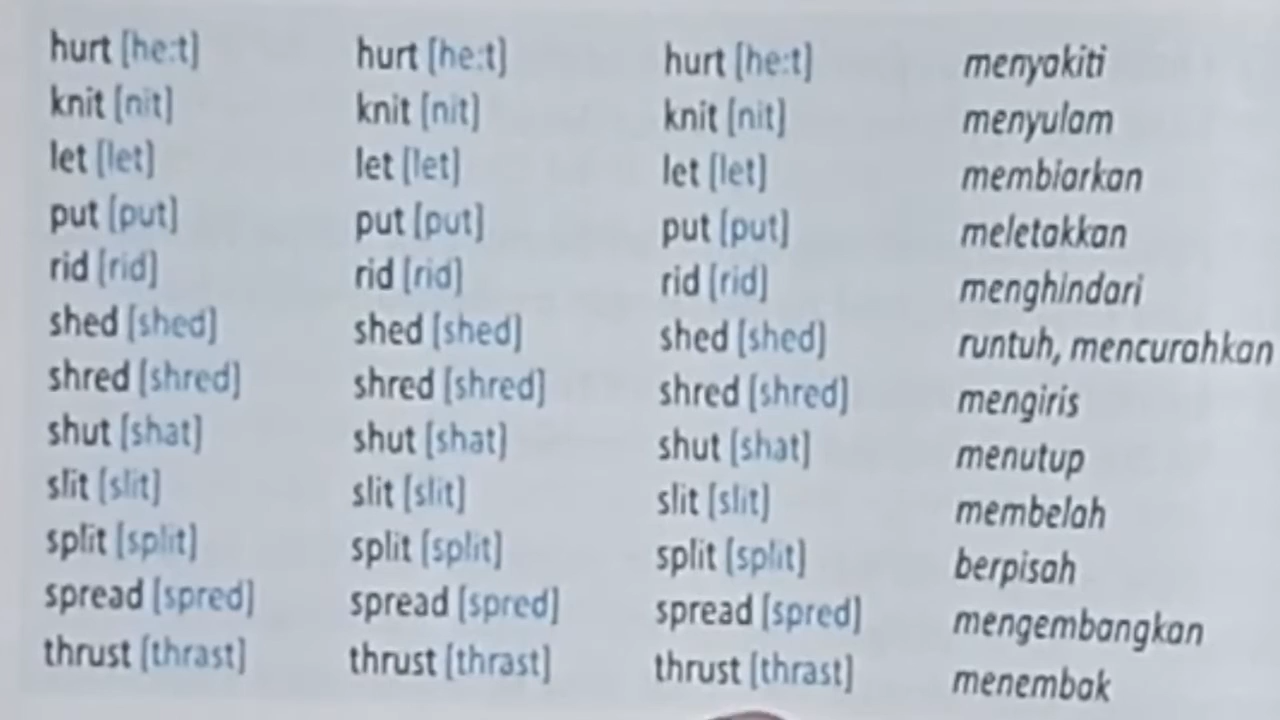 hurt [he:t] hurt [he:t] hurt [he:t] menyakiti
knit [nit] knit [nit] knit [nit] menyulam
let [let] let [let] let [let] membiarkan
put [put] put [put] put [put] meletakkan
rid [rid] rid [rid] rid [rid] menghindari
shed [shed] shed [shed] shed [shed] runtuh, mencurahkan
shred [shred] shred [shred] shred [shred] mengiris
shut [shat] shut [shat] shut [shat] menutup
slit [slit] slit [slit] slit [slit] membelah
split [split] split [split] split [split] berpisah
spread [spred] spread [spred] spread [spred] mengembangkan
thrust [thrast] thrust [thrast] thrust [thrast] menembak